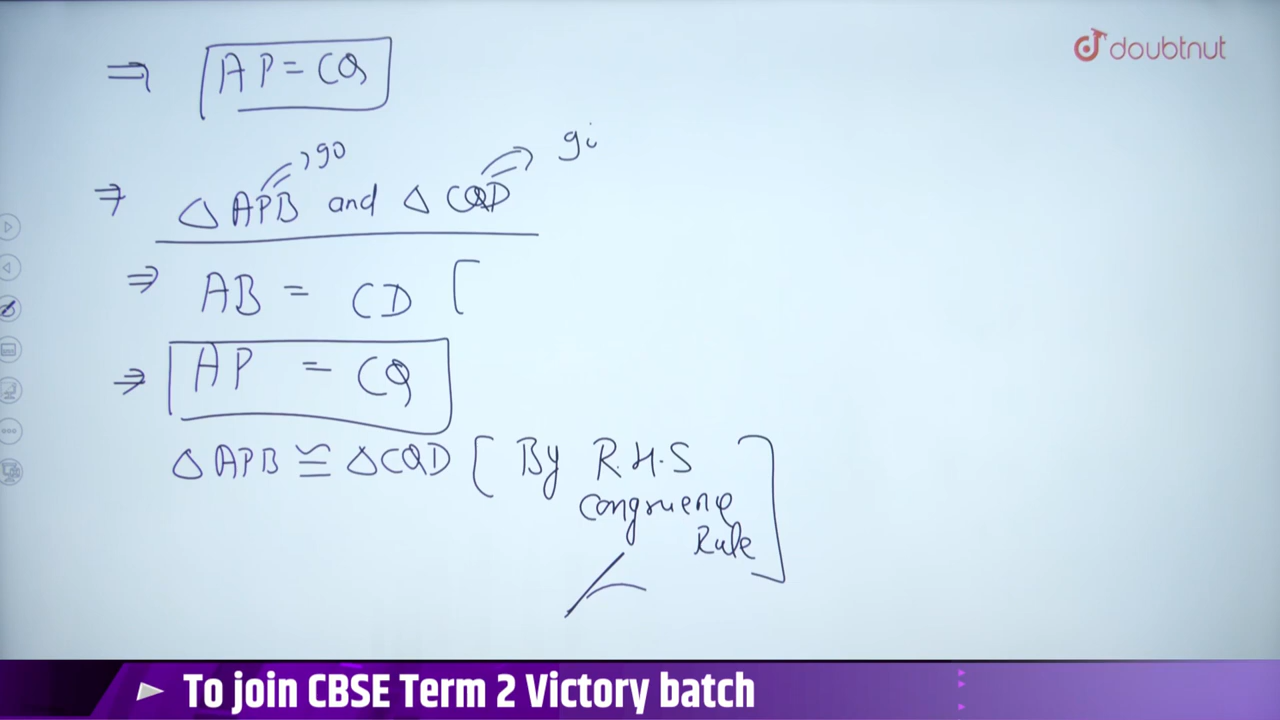 doubtnut
⇒ AP = CQ
90 90
⇒ △ APB and △ CQD
⇒ AB = CD [
⇒ AP = CQ
△ APB ≅ △ CQD [ By R.H.S
Congruence
Rule ]
To join CBSE Term 2 Victory batch